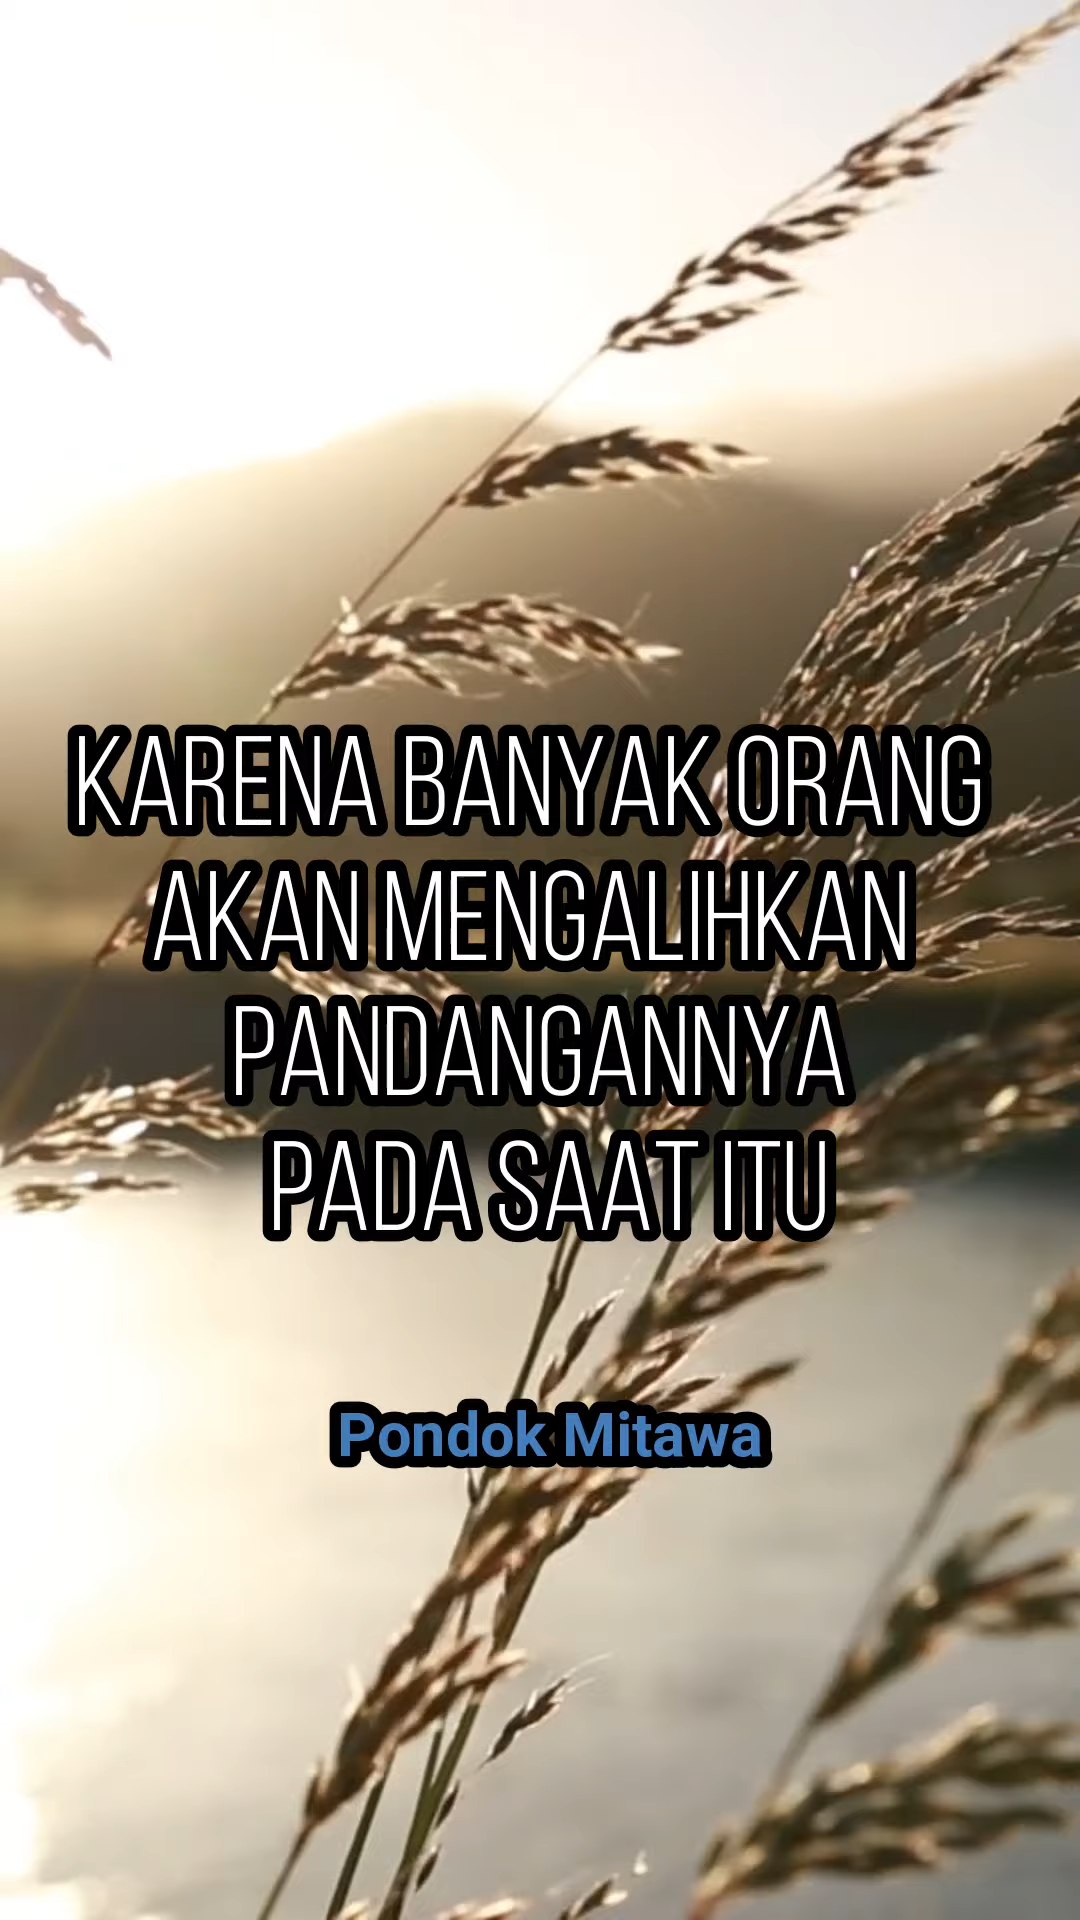 KARENA BANYAK ORANG
AKAN MENGALIHKAN
PANDANGANNYA
PADA SAAT ITU
Pondok Mitawa